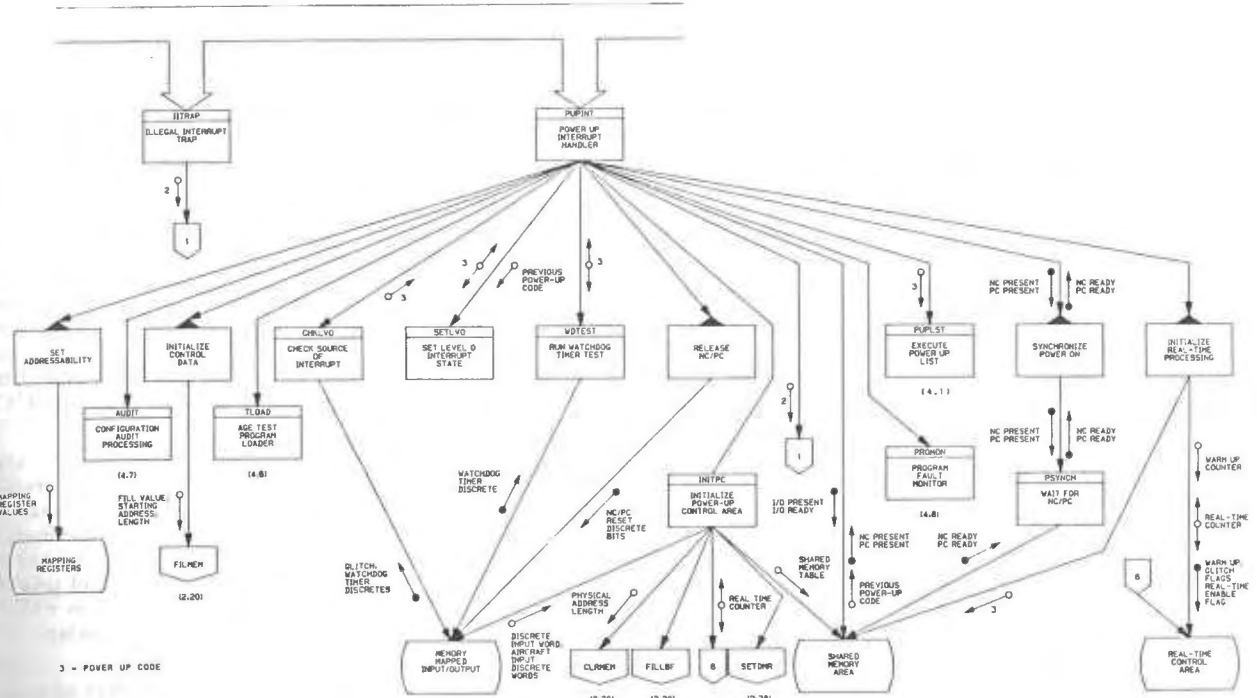 IITRAP
ILLEGAL INTERRUPT
TRAP
PUPINT
POWER UP
INTERRUPT
HANDLER
2
1
3
3
PREVIOUS
POWER-UP
CODE
3
3
NC PRESENT
PC PRESENT
NC READY
PC READY
SET
ADDRESSABILITY
INITIALIZE
CONTROL
DATA
CHKLVO
CHECK SOURCE
OF
INTERRUPT
SETLVO
SET LEVEL 0
INTERRUPT
STATE
WDTEST
RUN WATCHDOG
TIMER TEST
RELEASE
NC/PC
PUPLST
EXECUTE
POWER UP
LIST
(4.1)
SYNCHRONIZE
POWER ON
INITIALIZE
REAL-TIME
PROCESSING
AUDIT
CONFIGURATION
AUDIT
PROCESSING
(4.7)
TLOAD
AGE TEST
PROGRAM
LOADER
(4.6)
2
1
NC PRESENT
PC PRESENT
NC READY
PC READY
PROMON
PROGRAM
FAULT
MONITOR
(4.8)
PSYNCH
WAIT FOR
NC/PC
WATCHDOG
TIMER
DISCRETE
INITPC
INITIALIZE
POWER-UP
CONTROL AREA
WARM UP
COUNTER
MAPPING
REGISTER
VALUES
FILL VALUE
STARTING
ADDRESS,
LENGTH
NC/PC
RESET
DISCRETE
BITS
I/O PRESENT
I/O READY
NC PRESENT
PC PRESENT
NC READY
PC READY
REAL-TIME
COUNTER
MAPPING
REGISTERS
FILMEM
(2.20)
GLITCH,
WATCHDOG
TIMER
DISCRETES
SHARED
MEMORY
TABLE
PREVIOUS
POWER-UP
CODE
6
WARM UP,
GLITCH
FLAGS
REAL-TIME
ENABLE
FLAG
PHYSICAL
ADDRESS
LENGTH
REAL TIME
COUNTER
3
DISCRETE
INPUT WORD,
AIRCRAFT
INPUT
DISCRETE
WORDS
MEMORY
MAPPED
INPUT/OUTPUT
CLRMEM
FILLBF
6
SETDMR
SHARED
MEMORY
AREA
REAL-TIME
CONTROL
AREA
3 - POWER UP CODE